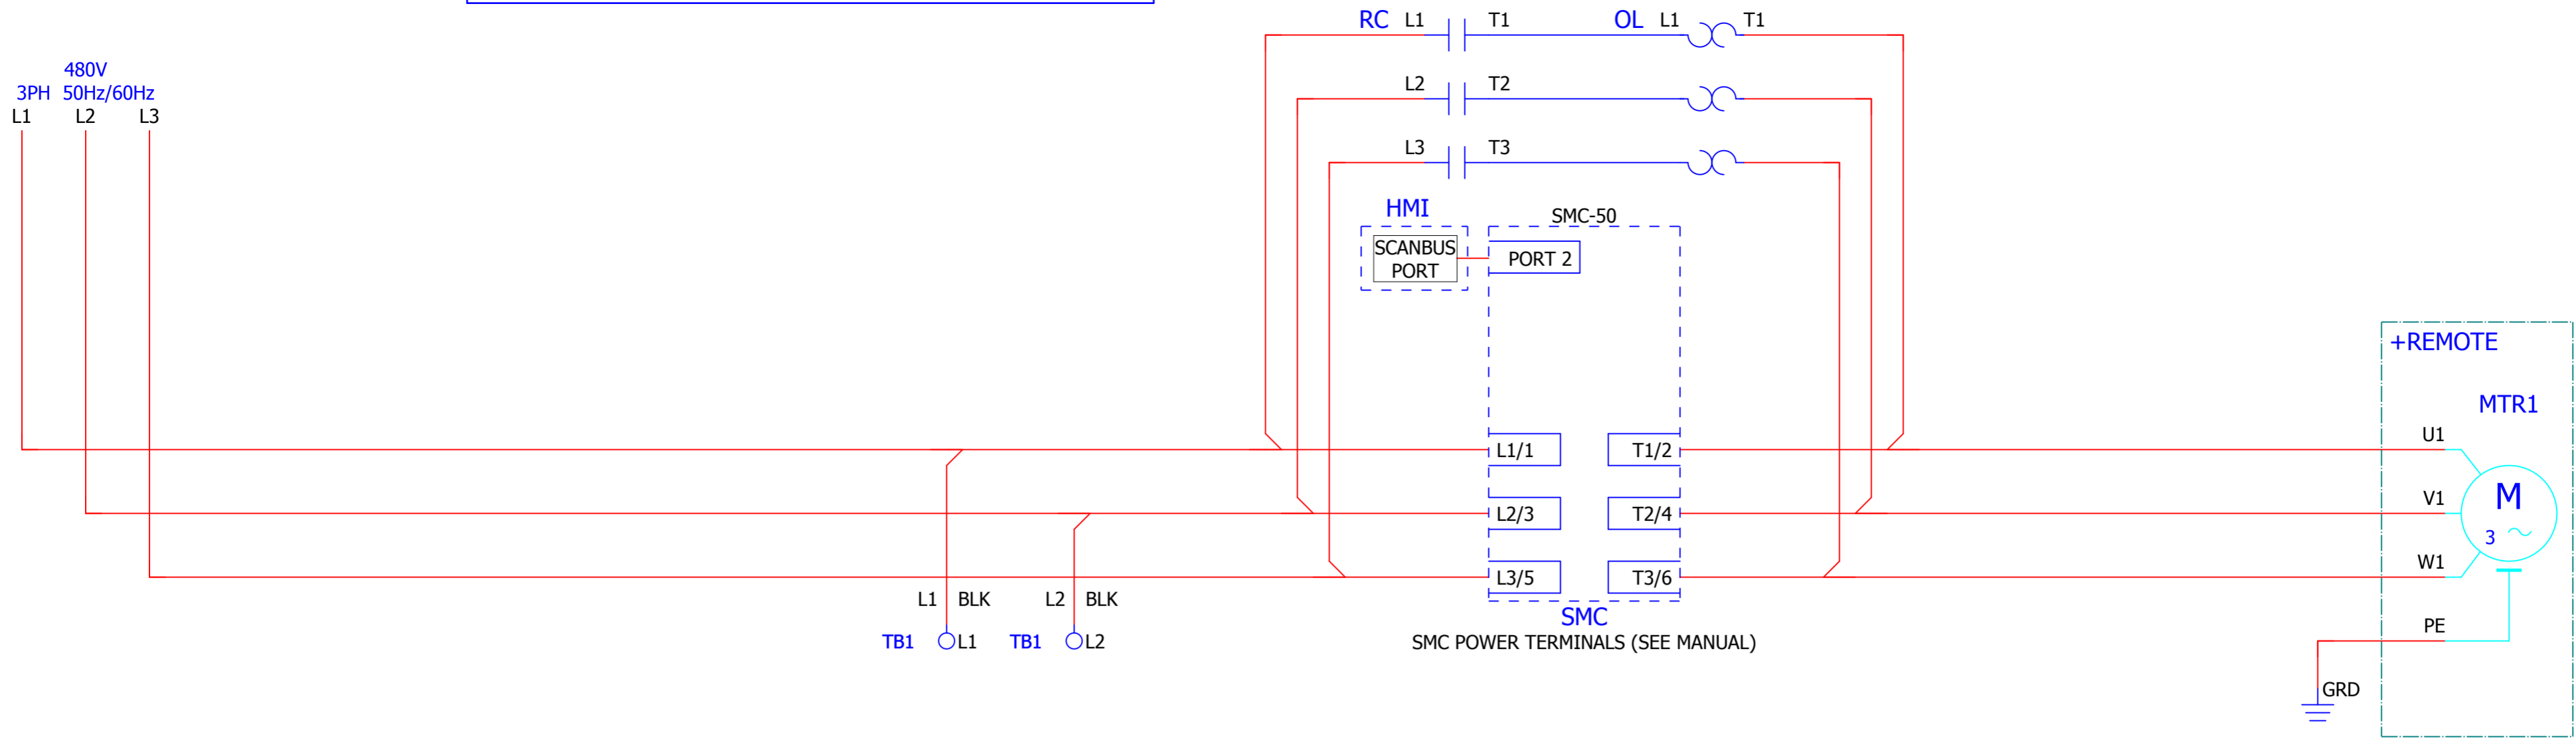 RC L1 T1 OL L1 T1
480V
3PH 50Hz/60Hz
L1 L2 L3
L2 T2
L3 T3
HMI
SMC-50
SCANBUS
PORT
PORT 2
+REMOTE
MTR1
U1
L1/1 T1/2
V1
M
3
L2/3 T2/4
W1
L3/5 T3/6
L1 BLK L2 BLK
SMC
PE
TB1 L1 TB1 L2
SMC POWER TERMINALS (SEE MANUAL)
GRD